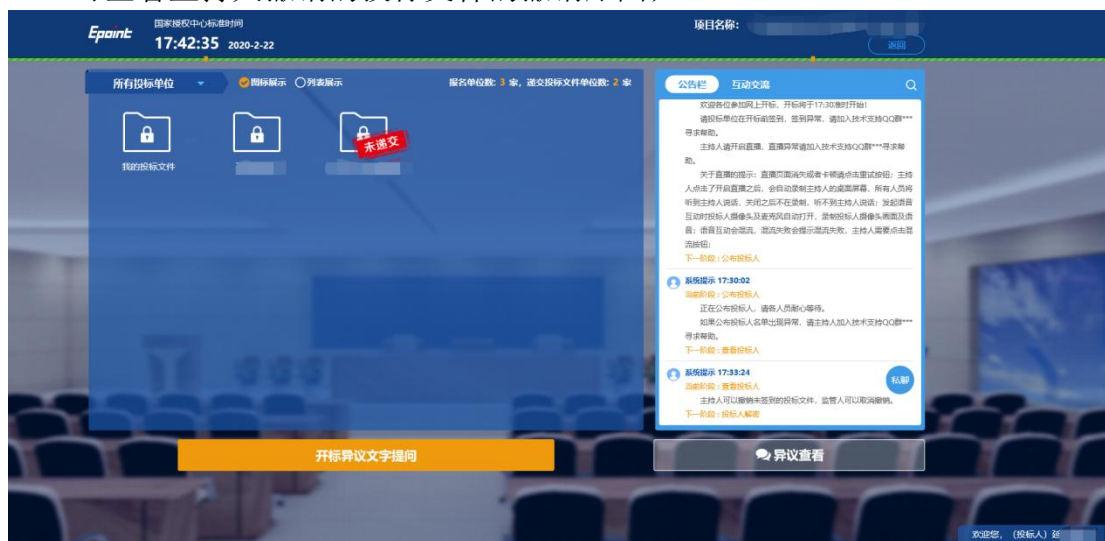 Epoint
国家授权中心标准时间
17:42:35 2020-2-22
项目名称：
返回
所有投标单位
图标展示 列表展示
报名单位数: 3 家，递交投标文件单位数: 2 家
我的投标文件
未递交
公告栏 互动交流
欢迎各位参加网上开标，开标将于17:30准时开始！
请投标单位在开标前签到，签到异常，请加入技术支持QQ群***
寻求帮助。
主持人请开启直播，直播异常请加入技术支持QQ群***寻求帮
助。
关于直播的提示：直播页面消失或者卡顿请点击重试按钮；主持
人点击了开启直播之后，会自动录制主持人的桌面屏幕，所有人员将
听到主持人说话，关闭之后不在录制，听不到主持人说话；发起语音
互动时投标人摄像头及麦克风自动打开，录制投标人摄像头画面及语
音；语音互动会混流，混流失败会提示混流失败，主持人需要点击混
流按钮；
下一阶段：公布投标人
系统提示 17:30:02
当前阶段：公布投标人
正在公布投标人，请各人员耐心等待。
如果公布投标人名单出现异常，请主持人加入技术支持QQ群***
寻求帮助。
下一阶段：查看投标人
系统提示 17:33:24
当前阶段：查看投标人
主持人可以撤销未签到的投标文件，监管人可以取消撤销。
下一阶段：投标人解密
私聊
开标异议文字提问
异议查看
欢迎您，（投标人）延